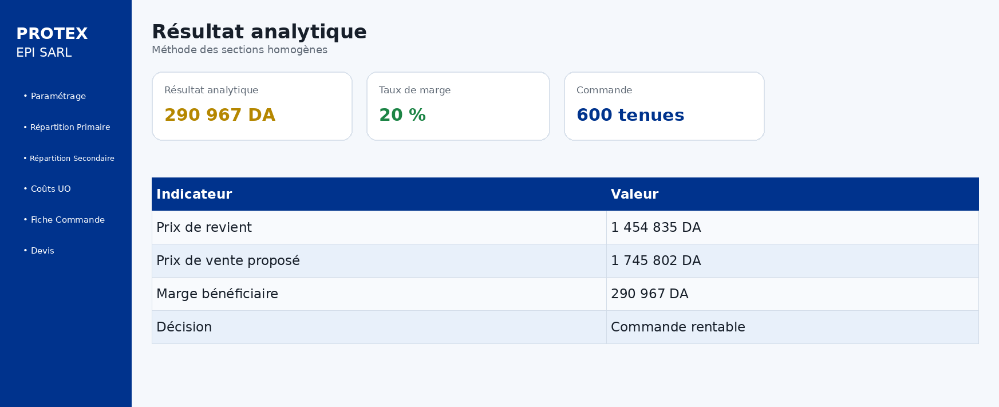 PROTEX
EPI SARL
• Paramétrage
• Répartition Primaire
• Répartition Secondaire
• Coûts UO
• Fiche Commande
• Devis
Résultat analytique
Méthode des sections homogènes
Résultat analytique
290 967 DA
Taux de marge
20 %
Commande
600 tenues
Indicateur Valeur
Prix de revient 1 454 835 DA
Prix de vente proposé 1 745 802 DA
Marge bénéficiaire 290 967 DA
Décision Commande rentable